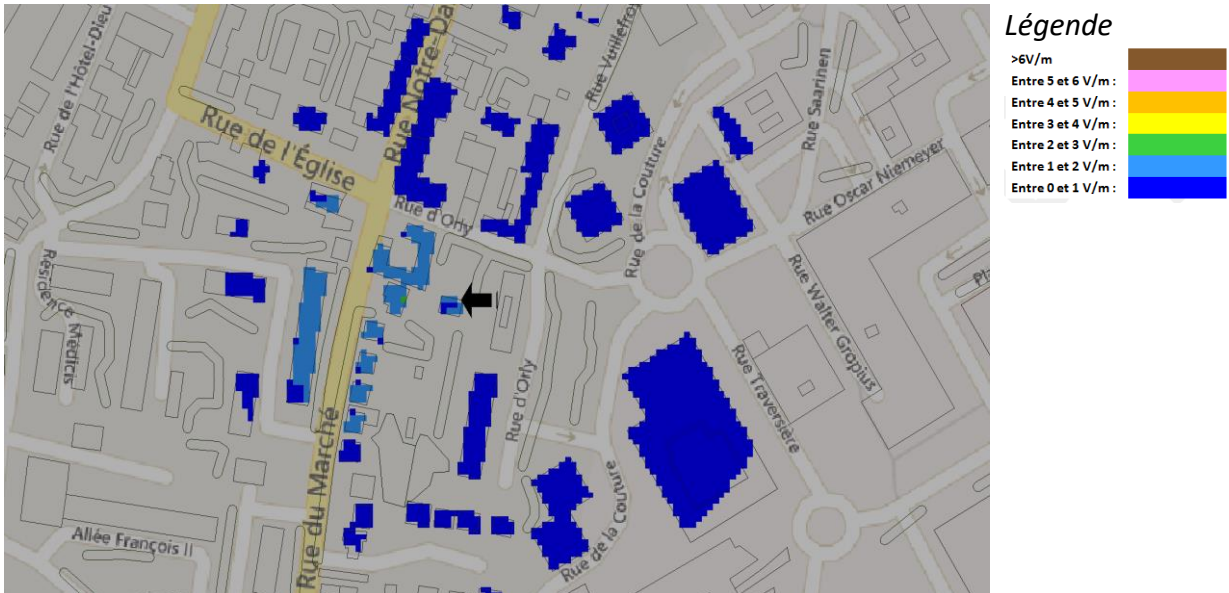 Légende
>6V/m
Entre 5 et 6 V/m :
Entre 4 et 5 V/m :
Entre 3 et 4 V/m :
Entre 2 et 3 V/m :
Entre 1 et 2 V/m :
Entre 0 et 1 V/m :
Rue de l'Hôtel-Dieu
Rue Notre-Da
Rue Vuillefroy
Rue Saarinen
Rue de l'Église
Rue de la Couture
Rue Oscar Niemeyer
Rue d'Orly
Résidence Médicis
Rue Walter Gropius
Pla
Rue d'Orly
Rue Traversière
Rue du Marché
Rue de la Couture
Allée François II